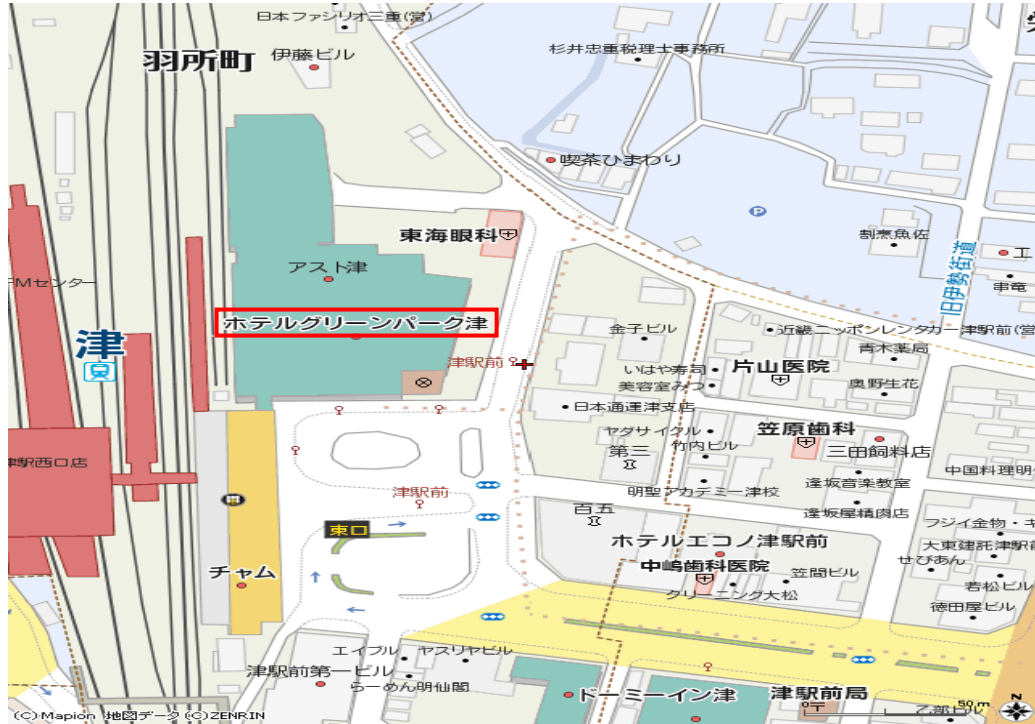 日本ファシリオ三重(営)
羽所町
伊藤ビル
杉井忠重税理士事務所
喫茶ひまわり
東海眼科
割烹魚佐
旧伊勢街道
工
串竜
FMセンター
アスト津
ホテルグリーンパーク津
津
東
津駅前
金子ビル
近畿ニッポンレンタカー津駅前(営
青木薬局
いはや寿司
美容室みつ
片山医院
奥野生花
日本通運津支店
ヤダサイクル
竹内ビル
笠原歯科
第三
三田飼料店
津駅西口店
中国料理明
津駅前
明聖アカデミー津校
逢坂音楽教室
逢坂屋精肉店
百五
フジイ金物・キ
東口
ホテルエコノ津駅前
大東建託津駅前
せびあん
チャム
中嶋歯科医院
笠間ビル
クリーニング大松
若松ビル
徳田屋ビル
エイブル
ヤスリヤビル
津駅前第一ビル
らーめん明仙閣
ドーミーイン津
津駅前局
乙部ビル
50m
(C)Mapion 地図データ(C)ZENRIN